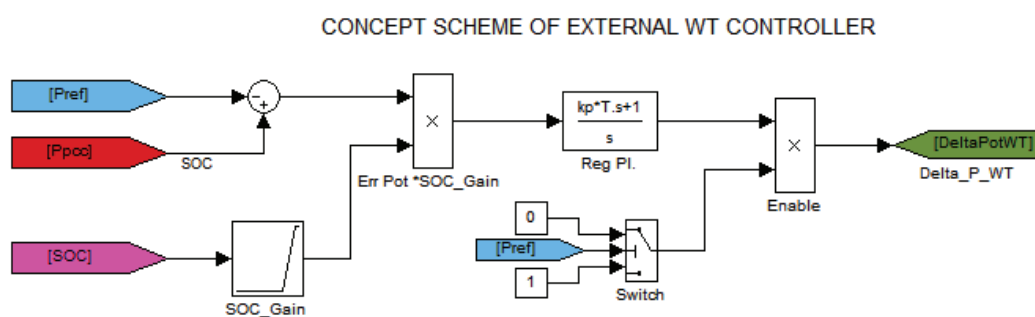 CONCEPT SCHEME OF EXTERNAL WT CONTROLLER
[Pref]
[Ppcc]
SOC
−
+
×
Err Pot *SOC_Gain
kp*T.s+1
s
Reg PI.
×
Enable
[DeltaPotWT]
Delta_P_WT
[SOC]
SOC_Gain
0
[Pref]
1
Switch